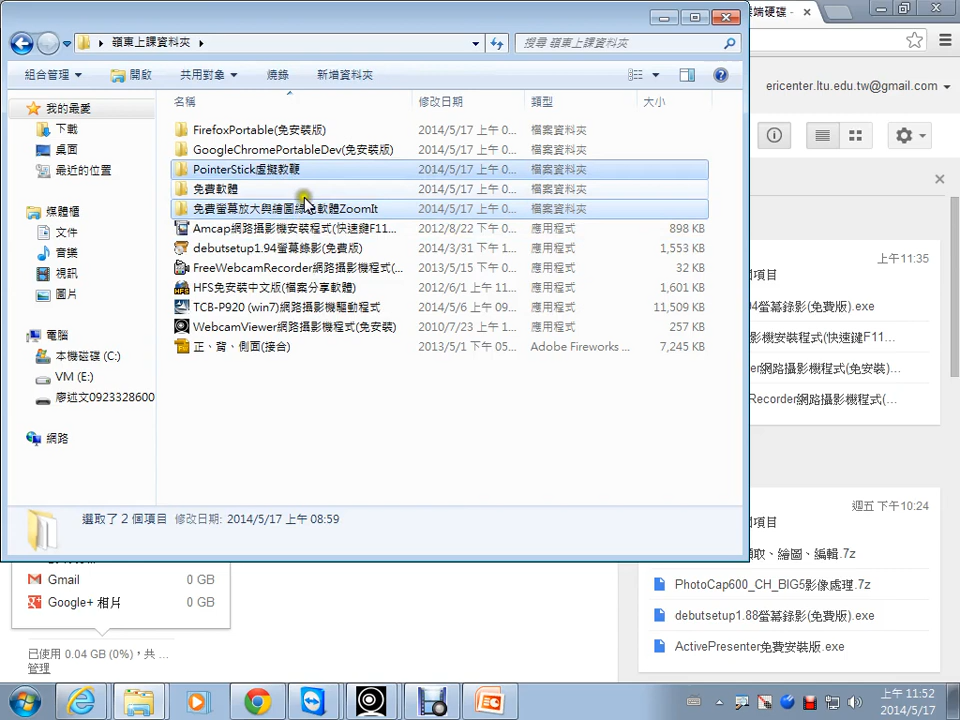 嶺東上課資料夾
搜尋 嶺東上課資料夾
組合管理
開啟
共用對象
燒錄
新增資料夾
我的最愛
下載
桌面
最近的位置
媒體櫃
文件
音樂
視訊
圖片
電腦
本機磁碟 (C:)
VM (E:)
廖述文0923328600
網路
名稱 修改日期 類型 大小
FirefoxPortable(免安裝版) 2014/5/17 上午 0... 檔案資料夾
GoogleChromePortableDev(免安裝版) 2014/5/17 上午 0... 檔案資料夾
PointerStick虛擬教鞭 2014/5/17 上午 0... 檔案資料夾
免費軟體 2014/5/17 上午 0... 檔案資料夾
免費螢幕放大與繪圖 軟體ZoomIt 2014/5/17 上午 0... 檔案資料夾
Amcap網路攝影機安裝程式(快速鍵F11... 2012/8/22 下午 0... 應用程式 898 KB
debutsetup1.94螢幕錄影(免費版) 2014/3/31 下午 1... 應用程式 1,553 KB
FreeWebcamRecorder網路攝影機程式(... 2013/5/15 下午 0... 應用程式 32 KB
HFS免安裝中文版(檔案分享軟體) 2012/6/1 上午 11... 應用程式 1,601 KB
TCB-P920 (win7)網路攝影機驅動程式 2014/5/6 上午 09... 應用程式 11,509 KB
WebcamViewer網路攝影機程式(免安裝) 2010/7/23 上午 1... 應用程式 257 KB
正、背、側面(接合) 2013/5/1 下午 05... Adobe Fireworks ... 7,245 KB
選取了 2 個項目 修改日期: 2014/5/17 上午 08:59
端硬碟 -
ericenter.ltu.edu.tw@gmail.com
上午11:35
項目
94螢幕錄影(免費版).exe
機安裝程式(快速鍵F11...
er網路攝影機程式(免安裝)...
Recorder網路攝影機程式(...
週五 下午10:24
項目
取、繪圖、編輯.7z
PhotoCap600_CH_BIG5影像處理.7z
debutsetup1.88螢幕錄影(免費版).exe
ActivePresenter免費安裝版.exe
Gmail 0 GB
Google+ 相片 0 GB
已使用 0.04 GB (0%)，共 ...
管理
上午 11:52
2014/5/17